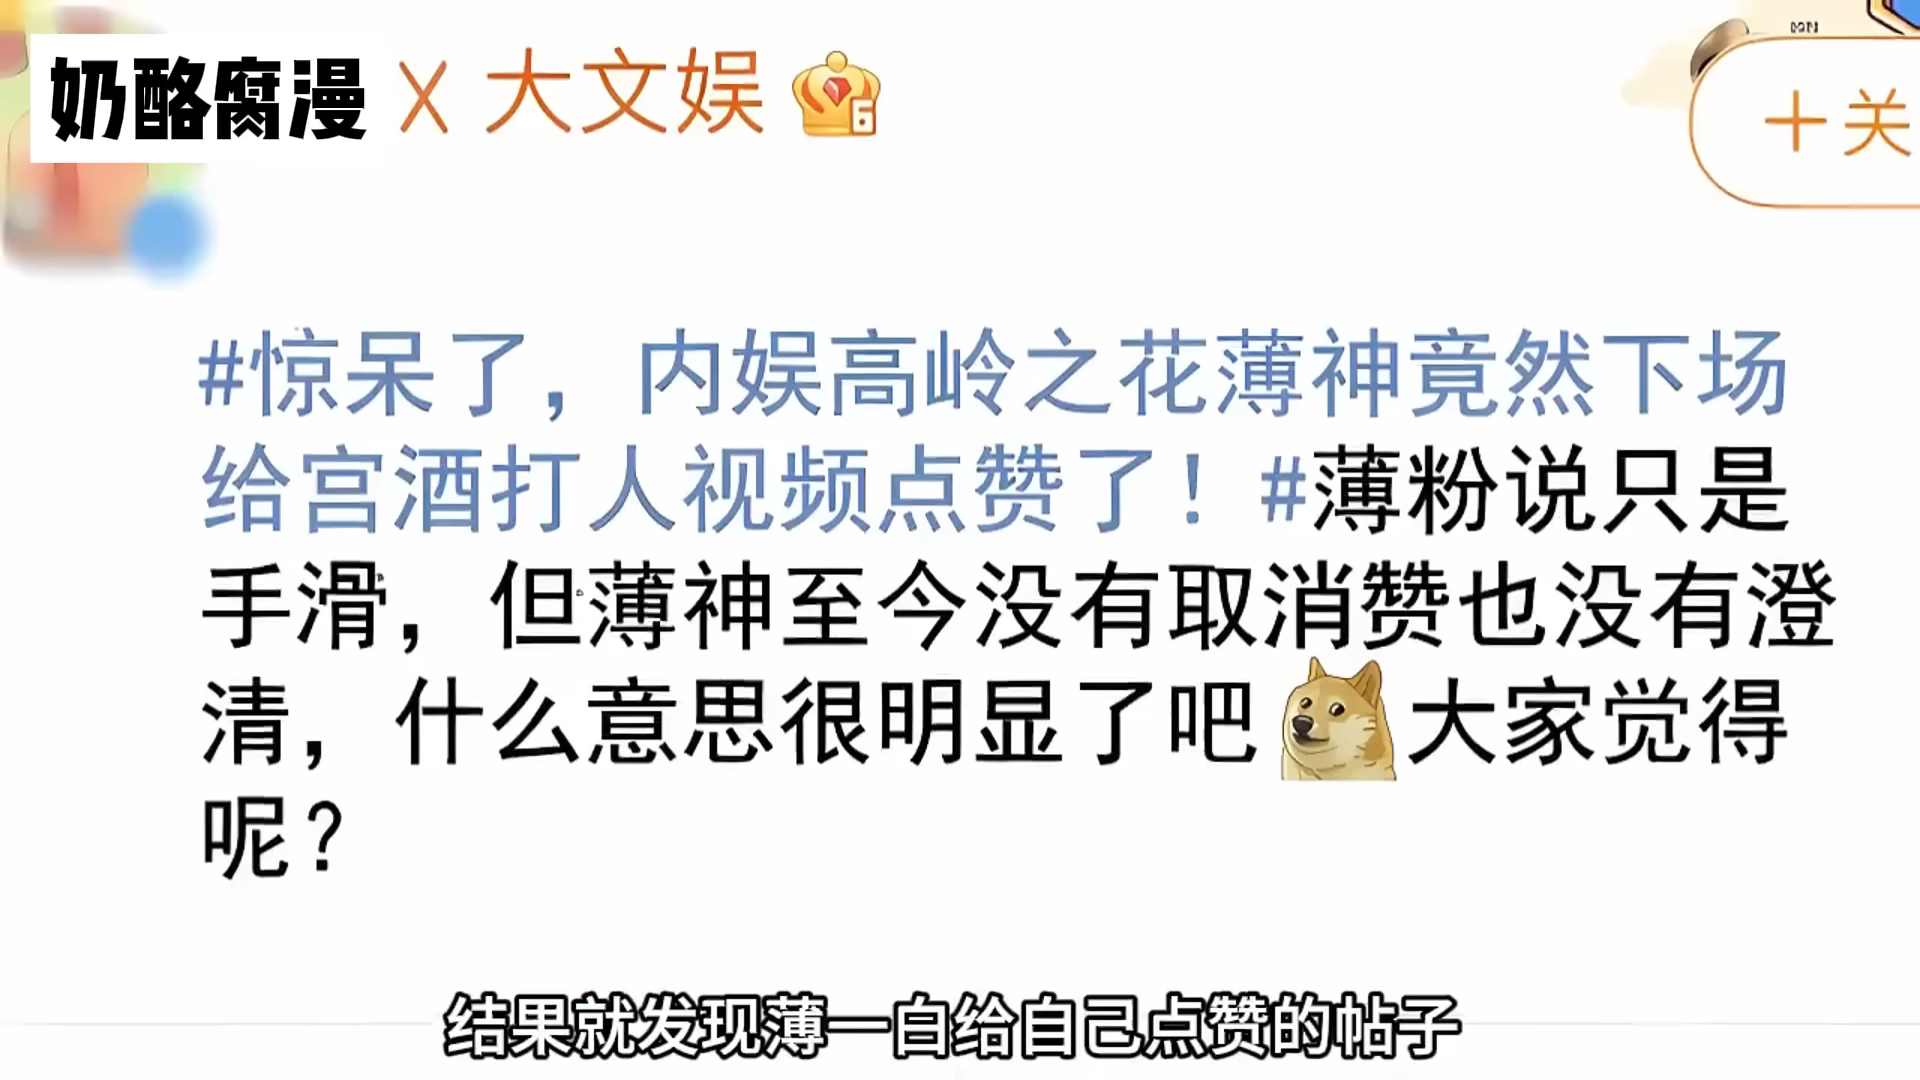 奶酪腐漫 X 大文娱
6
十关
#惊呆了，内娱高岭之花薄神竟然下场
给宫酒打人视频点赞了！#薄粉说只是
手滑，但薄神至今没有取消赞也没有澄
清，什么意思很明显了吧大家觉得
呢？
结果就发现薄一白给自己点赞的帖子